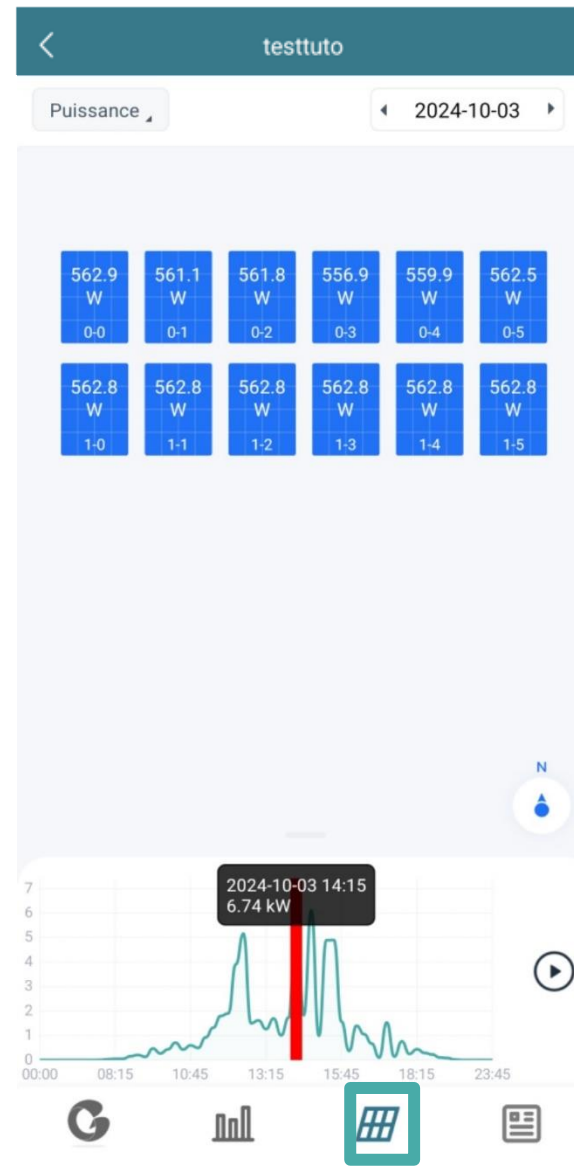 testtuto
Puissance
2024-10-03
562.9 561.1 561.8 556.9 559.9 562.5
W W W W W W
0-0 0-1 0-2 0-3 0-4 0-5
562.8 562.8 562.8 562.8 562.8 562.8
W W W W W W
1-0 1-1 1-2 1-3 1-4 1-5
N
2024-10-03 14:15
6.74 kW
7
6
5
4
3
2
1
0
00:00 08:15 10:45 13:15 15:45 18:15 23:45